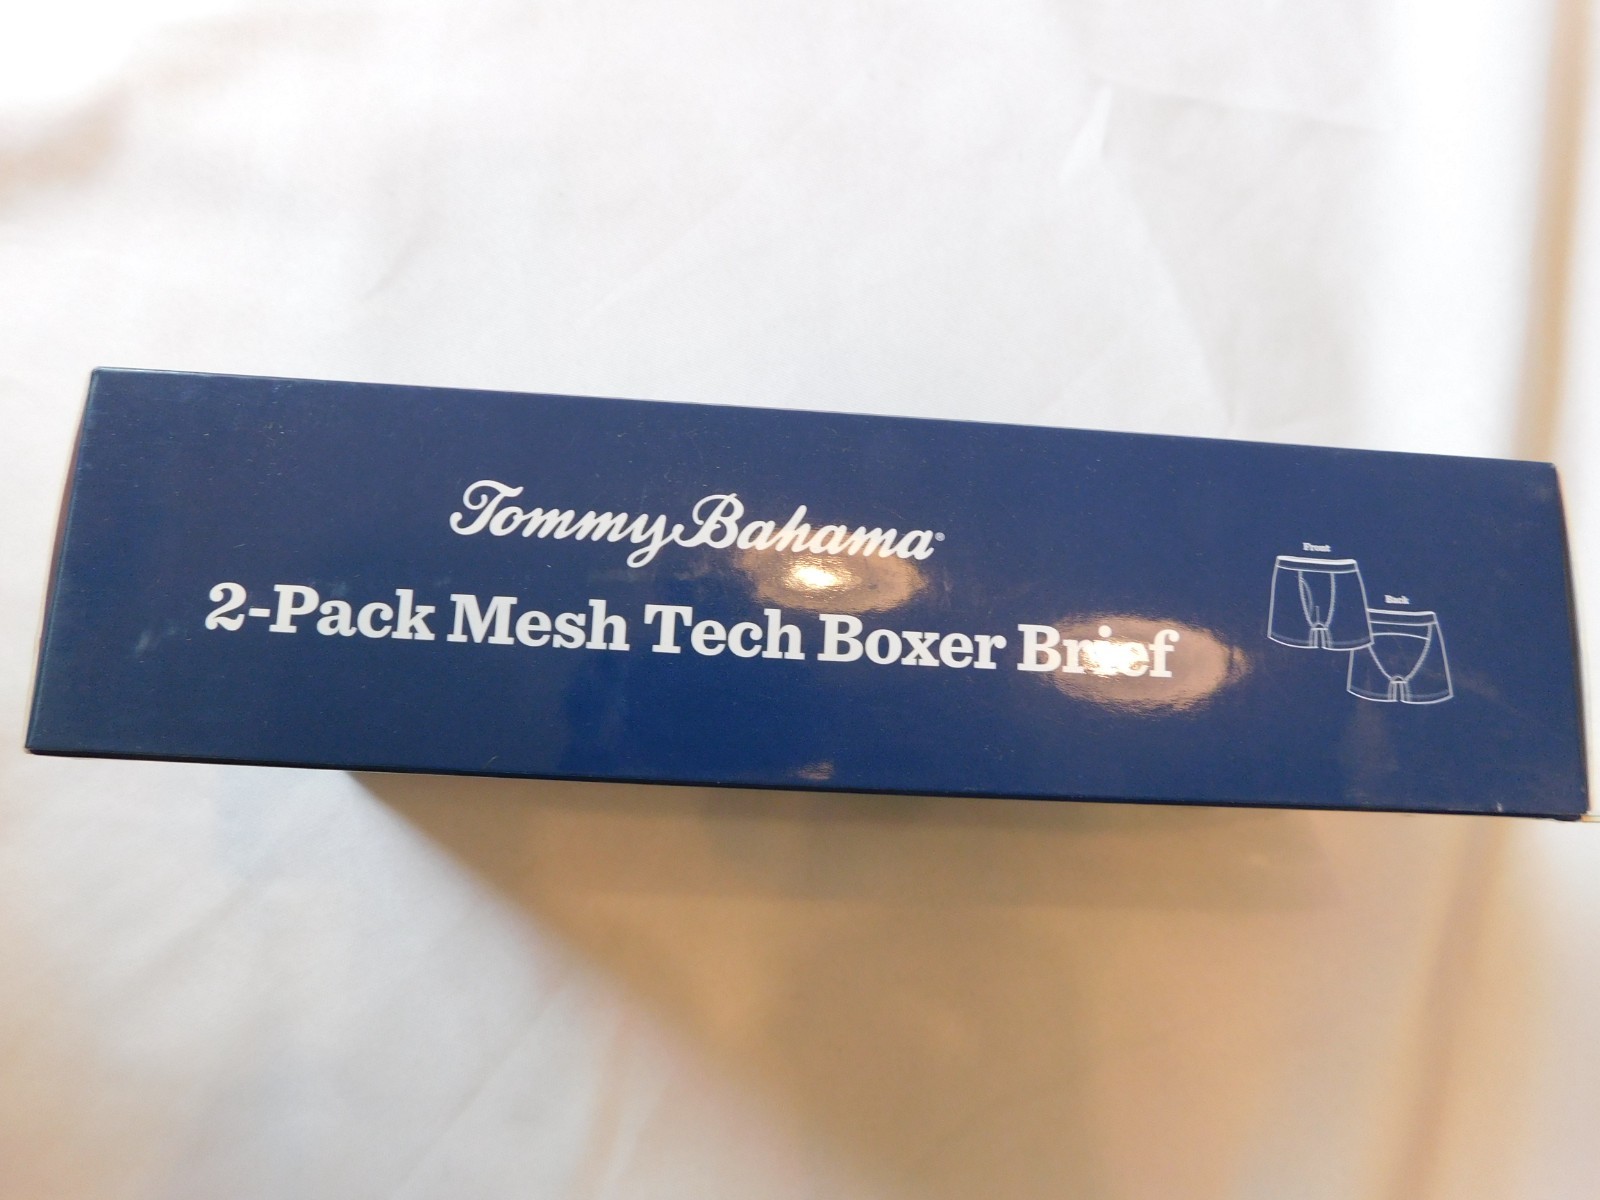 Tommy Bahama®
2-Pack Mesh Tech Boxer Brief
Front
Back